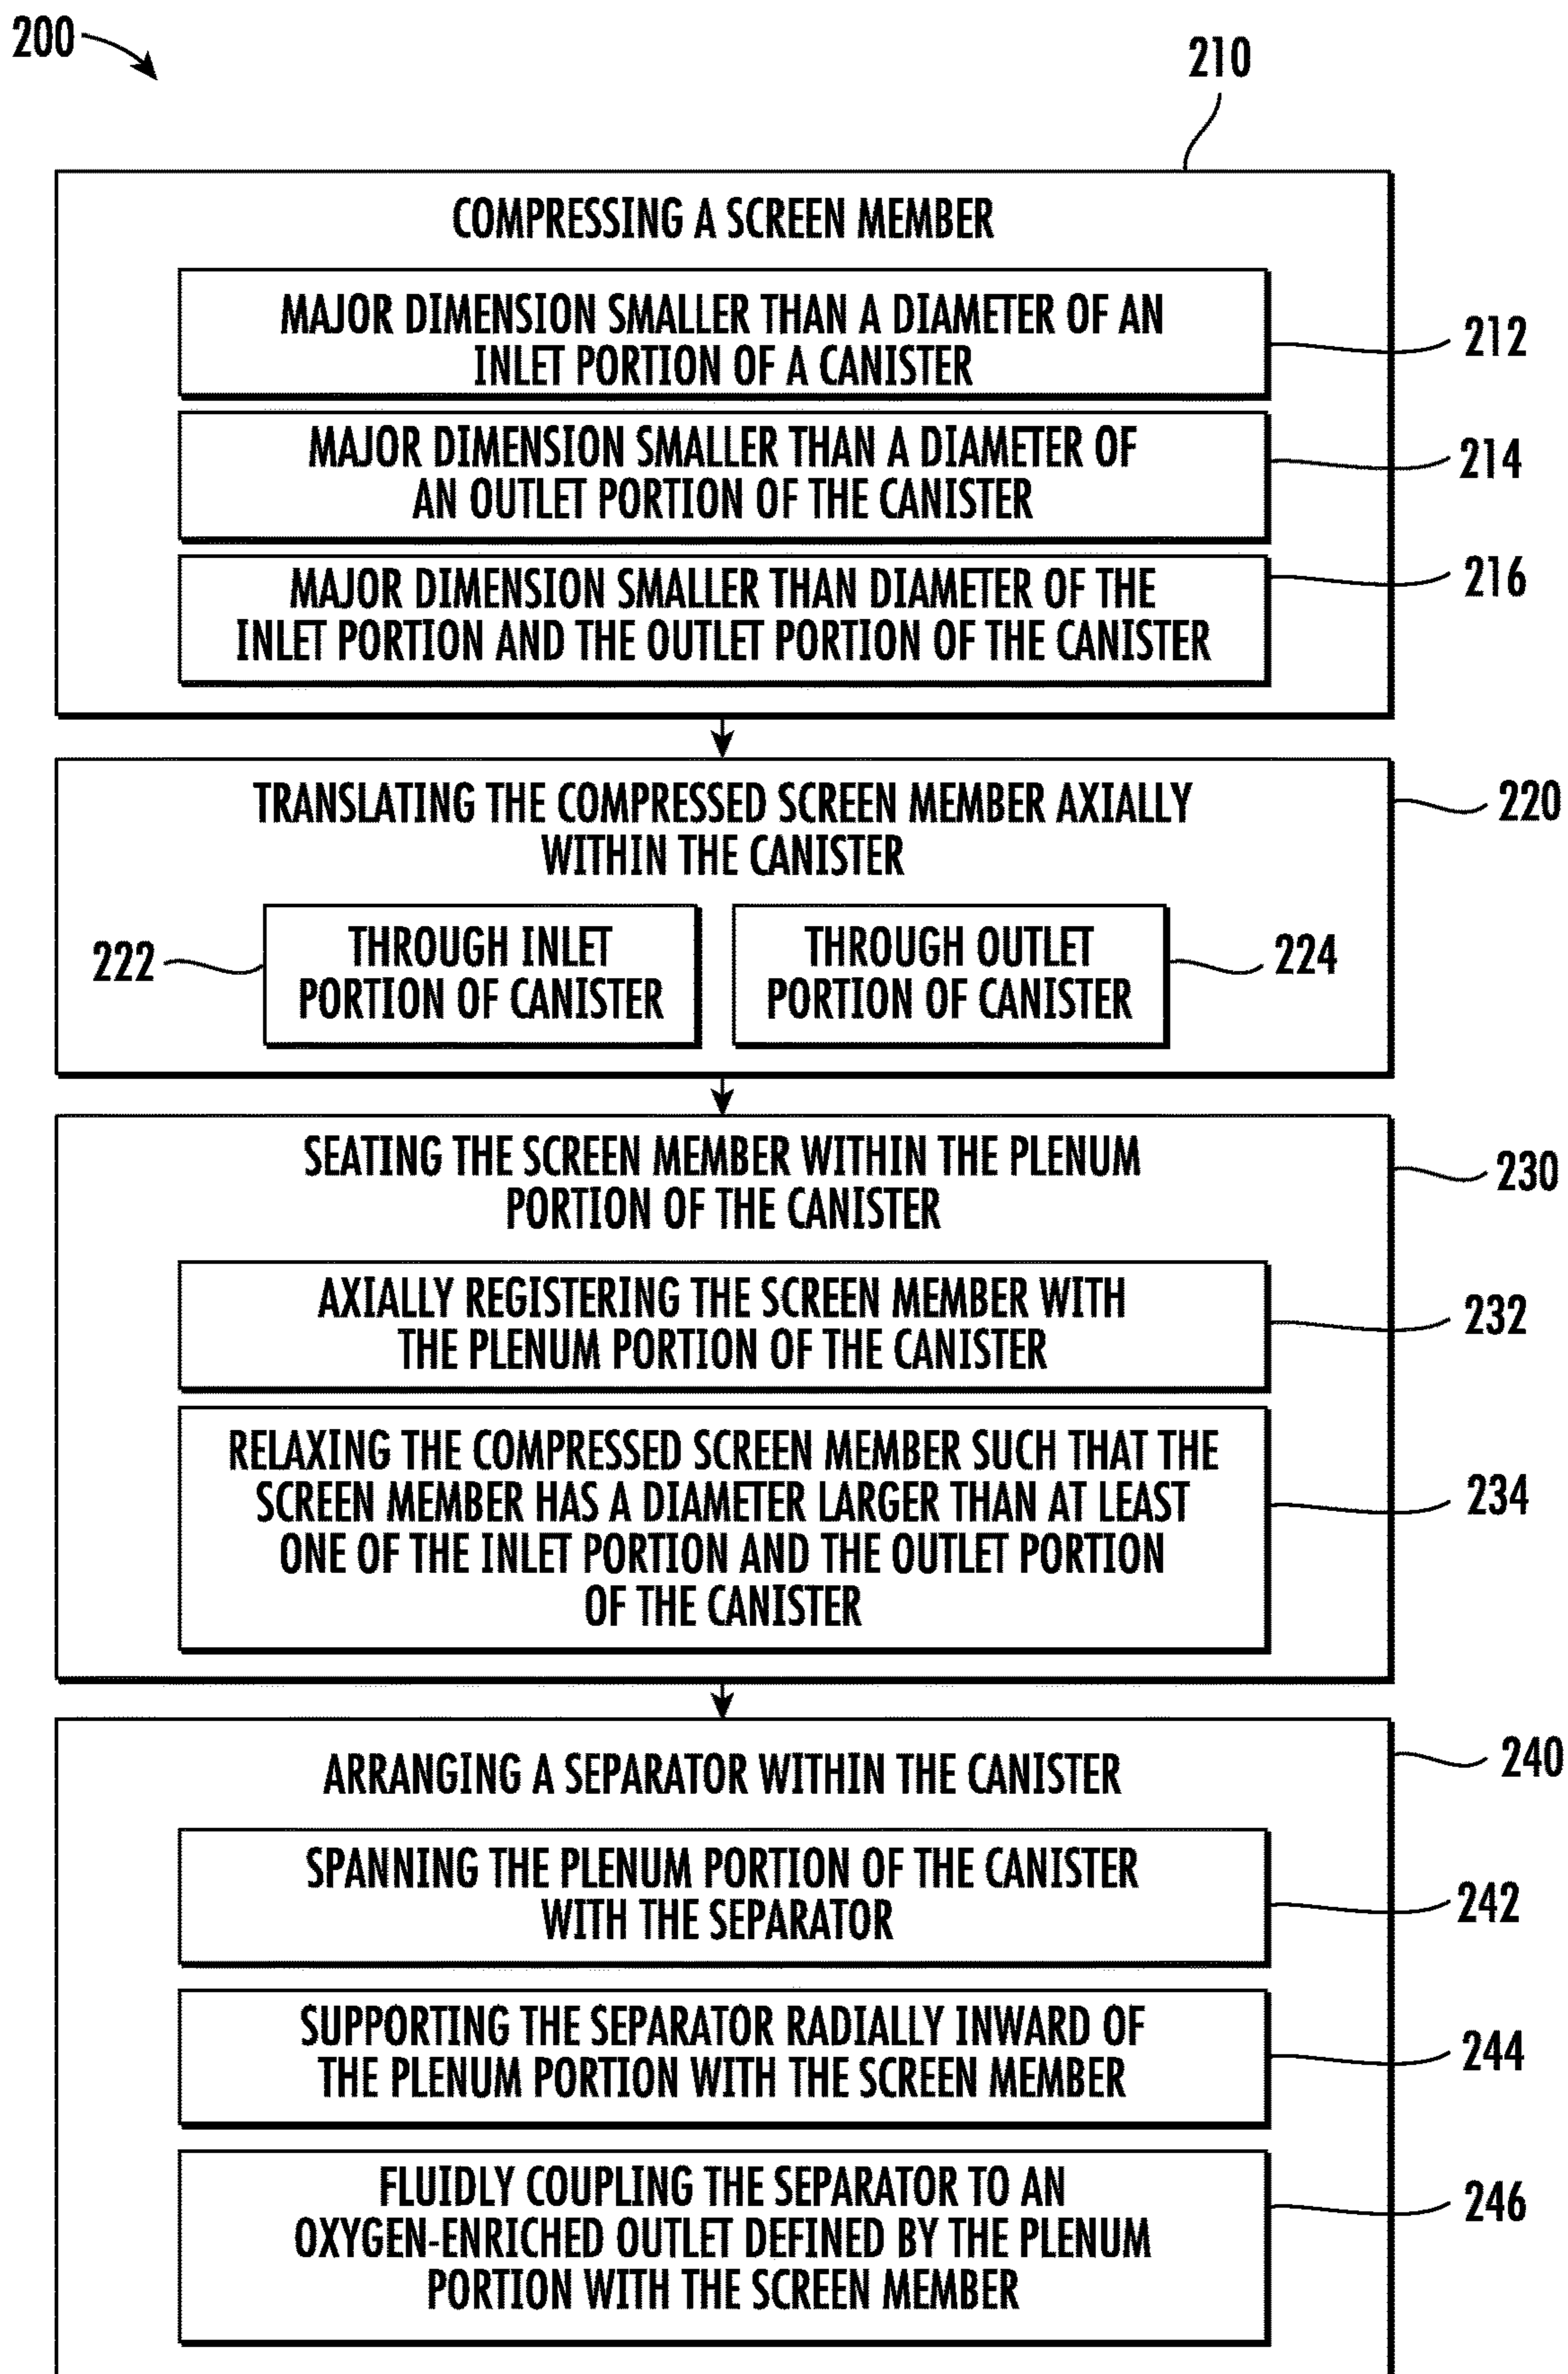 200
210
COMPRESSING A SCREEN MEMBER
MAJOR DIMENSION SMALLER THAN A DIAMETER OF AN
INLET PORTION OF A CANISTER
212
MAJOR DIMENSION SMALLER THAN A DIAMETER OF
AN OUTLET PORTION OF THE CANISTER
214
MAJOR DIMENSION SMALLER THAN DIAMETER OF THE
INLET PORTION AND THE OUTLET PORTION OF THE CANISTER
216
TRANSLATING THE COMPRESSED SCREEN MEMBER AXIALLY
WITHIN THE CANISTER
220
222
THROUGH INLET
PORTION OF CANISTER
THROUGH OUTLET
PORTION OF CANISTER
224
SEATING THE SCREEN MEMBER WITHIN THE PLENUM
PORTION OF THE CANISTER
230
AXIALLY REGISTERING THE SCREEN MEMBER WITH
THE PLENUM PORTION OF THE CANISTER
232
RELAXING THE COMPRESSED SCREEN MEMBER SUCH THAT THE
SCREEN MEMBER HAS A DIAMETER LARGER THAN AT LEAST
ONE OF THE INLET PORTION AND THE OUTLET PORTION
OF THE CANISTER
234
ARRANGING A SEPARATOR WITHIN THE CANISTER
240
SPANNING THE PLENUM PORTION OF THE CANISTER
WITH THE SEPARATOR
242
SUPPORTING THE SEPARATOR RADIALLY INWARD OF
THE PLENUM PORTION WITH THE SCREEN MEMBER
244
FLUIDLY COUPLING THE SEPARATOR TO AN
OXYGEN-ENRICHED OUTLET DEFINED BY THE PLENUM
PORTION WITH THE SCREEN MEMBER
246